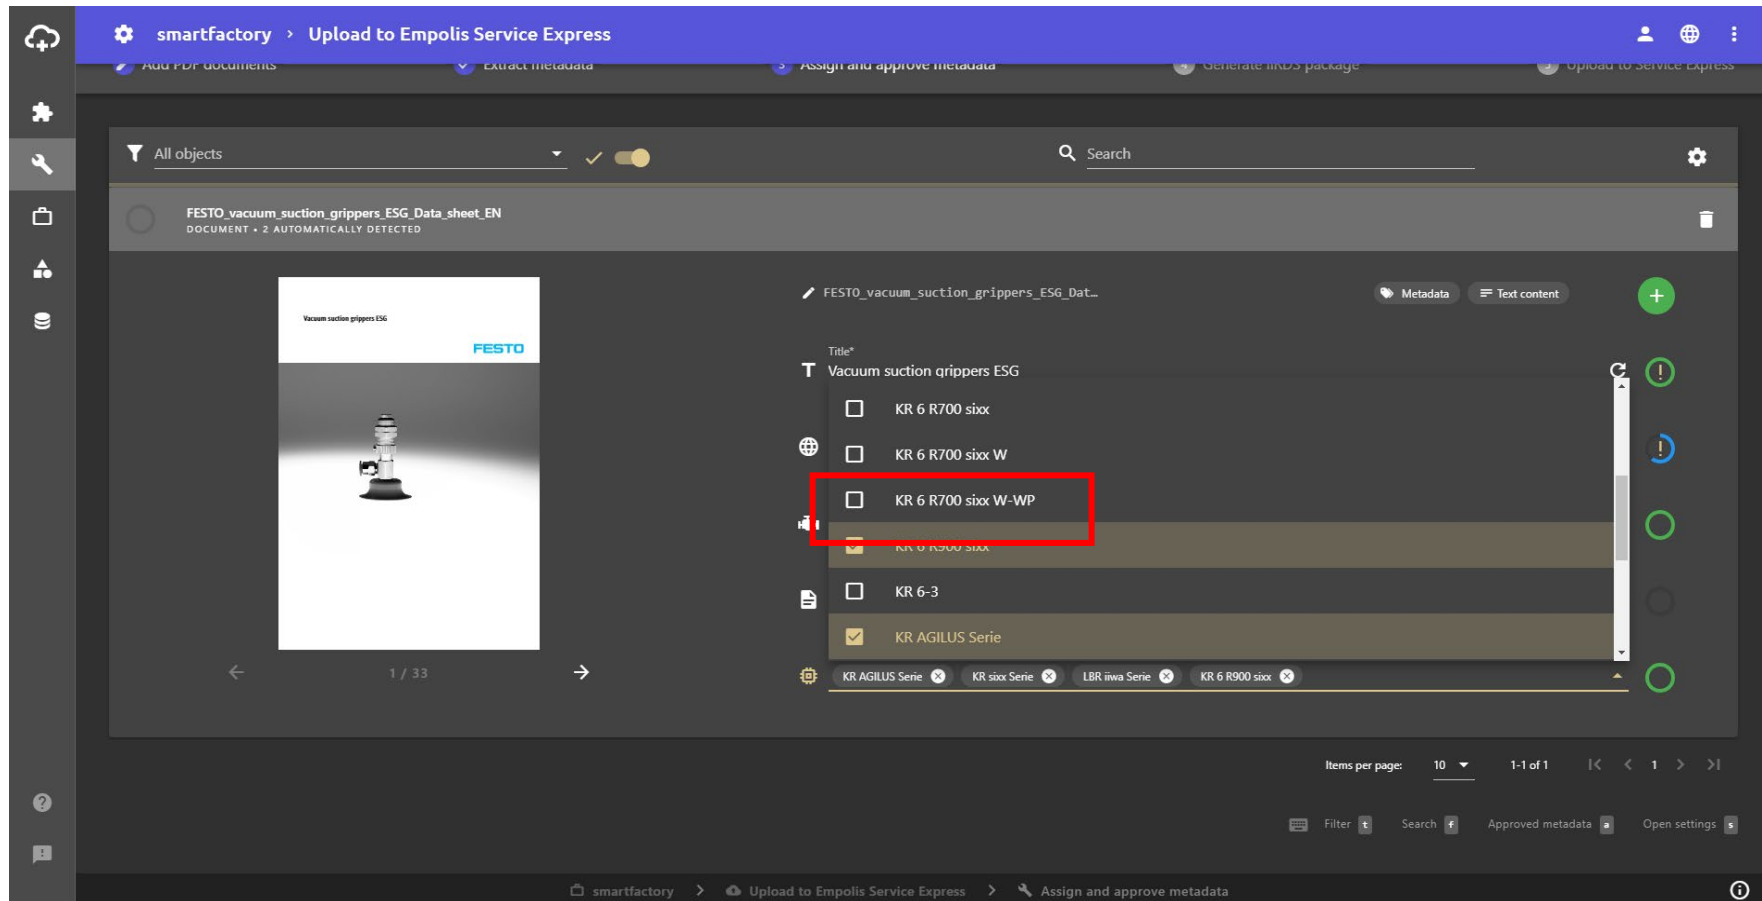 smartfactory > Upload to Empolis Service Express
Add PDF documents
Extract metadata
3 Assign and approve metadata
4 Generate iiRDS package
5 Upload to Service Express
All objects
Search
FESTO_vacuum_suction_grippers_ESG_Data_sheet_EN
DOCUMENT • 2 AUTOMATICALLY DETECTED
Vacuum suction grippers ESG
FESTO
1 / 33
FESTO_vacuum_suction_grippers_ESG_Dat…
Metadata
Text content
Title*
Vacuum suction grippers ESG
KR 6 R700 sixx
KR 6 R700 sixx W
KR 6 R700 sixx W-WP
KR 6 R900 sixx
KR 6-3
KR AGILUS Serie
KR AGILUS Serie
KR sixx Serie
LBR iiwa Serie
KR 6 R900 sixx
Items per page: 10
1-1 of 1
1
Filter t
Search f
Approved metadata a
Open settings s
smartfactory > Upload to Empolis Service Express > Assign and approve metadata